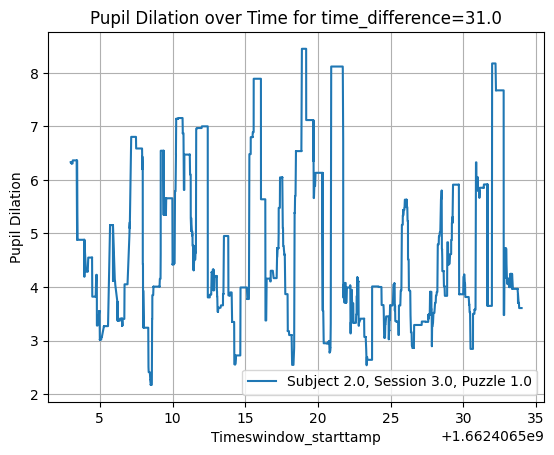 Pupil Dilation over Time for time_difference=31.0
Pupil Dilation
8
7
6
5
4
3
2
Subject 2.0, Session 3.0, Puzzle 1.0
5 10 15 20 25 30 35
Timeswindow_starttamp
+1.6624065e9